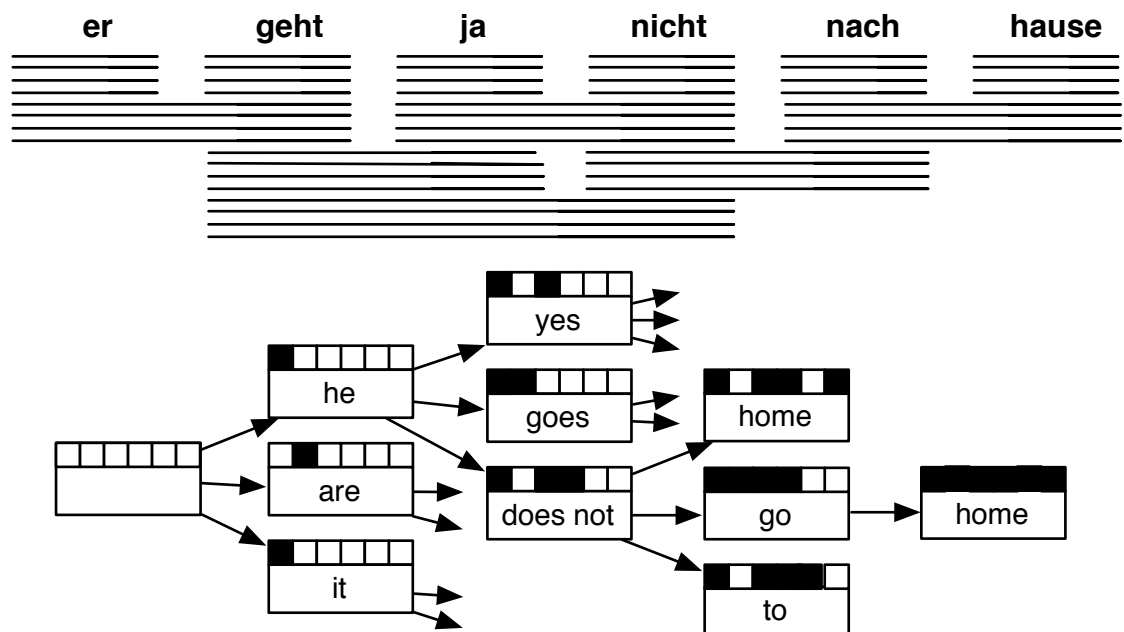 er geht ja nicht nach hause
yes
he
goes
home
are
does not
go
home
it
to